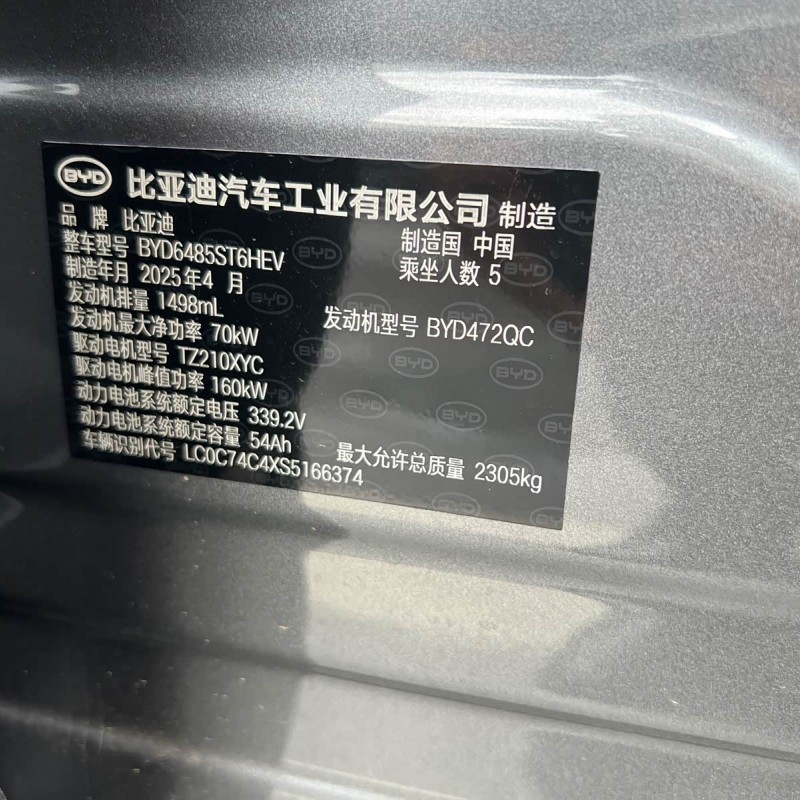 BYD 比亚迪汽车工业有限公司 制造
品牌 比亚迪 制造国 中国
整车型号 BYD6485ST6HEV 乘坐人数 5
制造年月 2025年4月
发动机排量 1498mL 发动机型号 BYD472QC
发动机最大净功率 70kW
驱动电机型号 TZ210XYC
驱动电机峰值功率 160kW
动力电池系统额定电压 339.2V
动力电池系统额定容量 54Ah 最大允许总质量 2305kg
车辆识别代号 LC0C74C4XS5166374